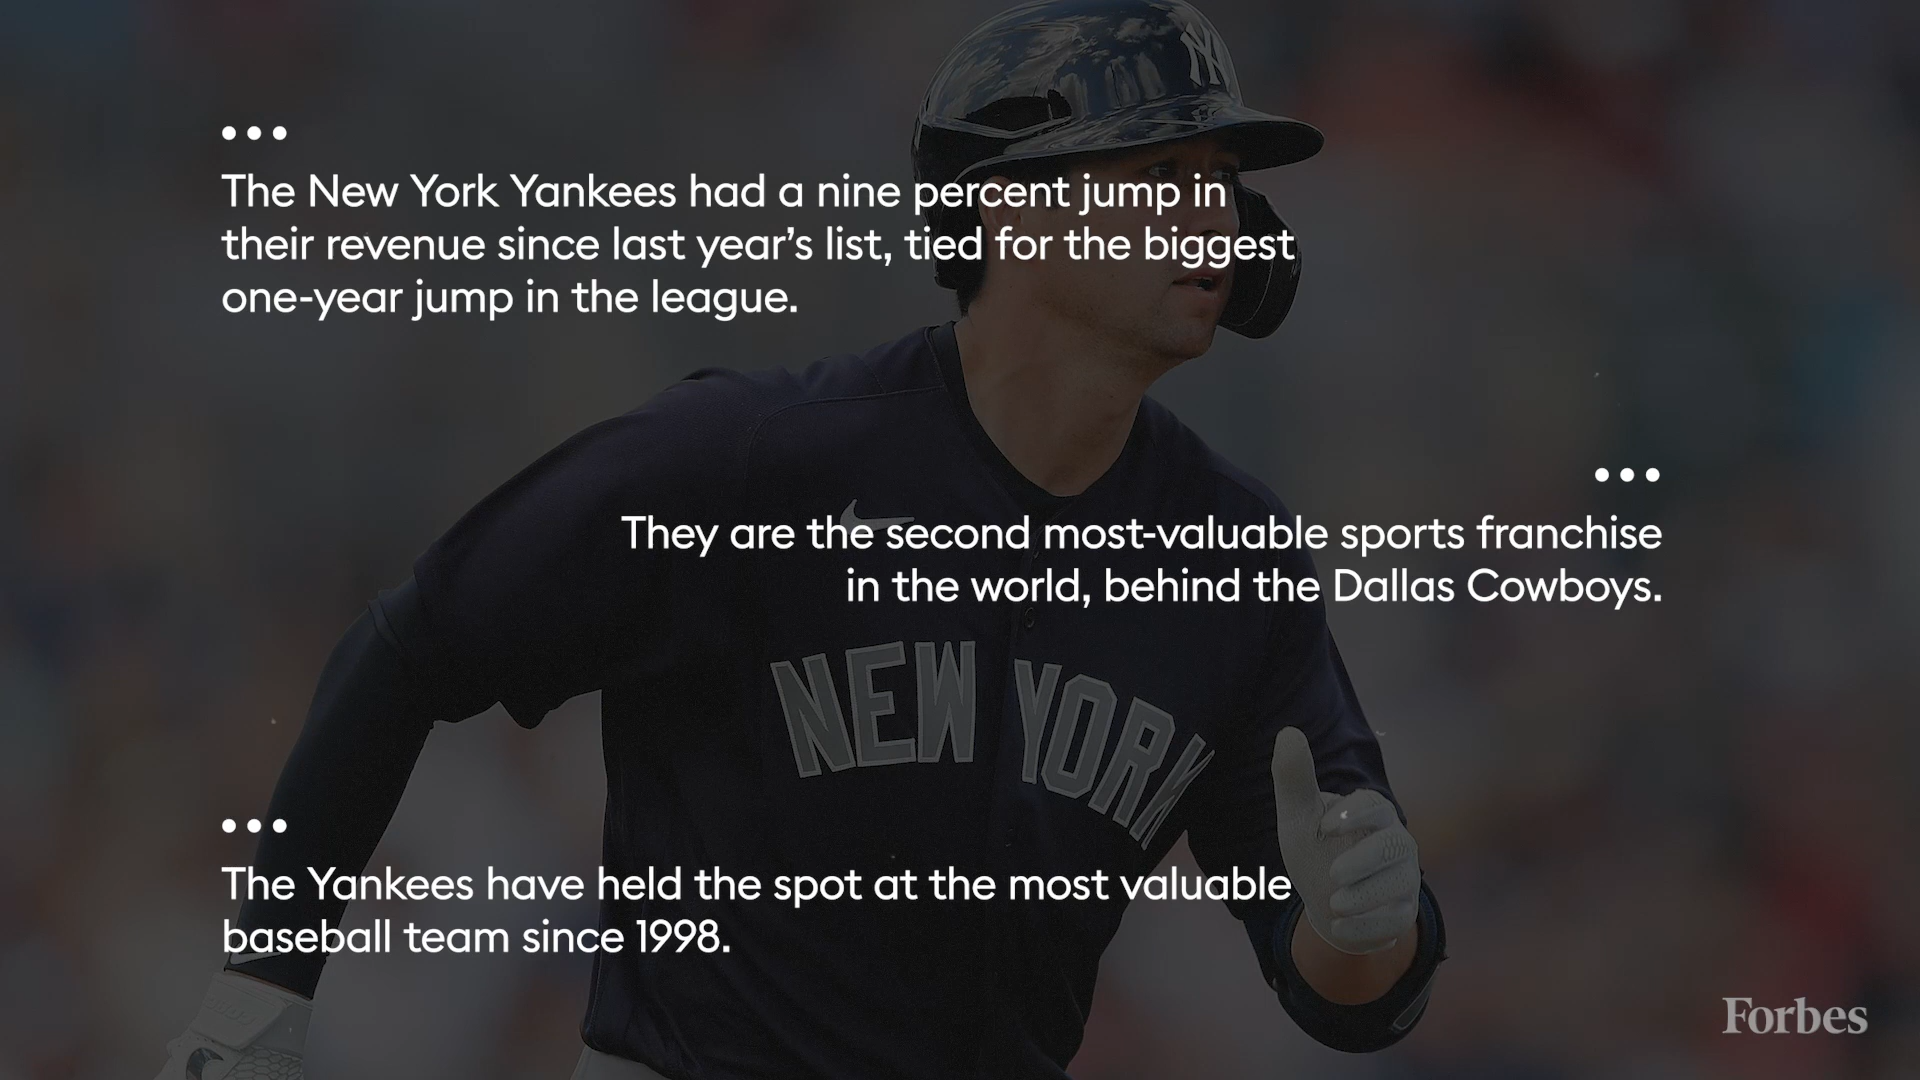 The New York Yankees had a nine percent jump in
their revenue since last year’s list, tied for the biggest
one-year jump in the league.
They are the second most-valuable sports franchise
in the world, behind the Dallas Cowboys.
NEW YORK
The Yankees have held the spot at the most valuable
baseball team since 1998.
Forbes